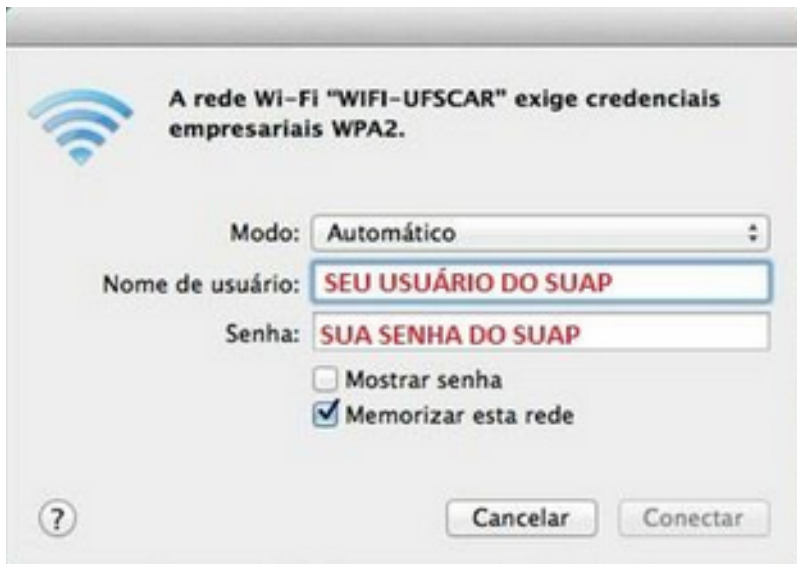 A rede Wi-Fi "WIFI-UFSCAR" exige credenciais
empresariais WPA2.
Modo: Automático
Nome de usuário: SEU USUÁRIO DO SUAP
Senha: SUA SENHA DO SUAP
Mostrar senha
Memorizar esta rede
? Cancelar Conectar